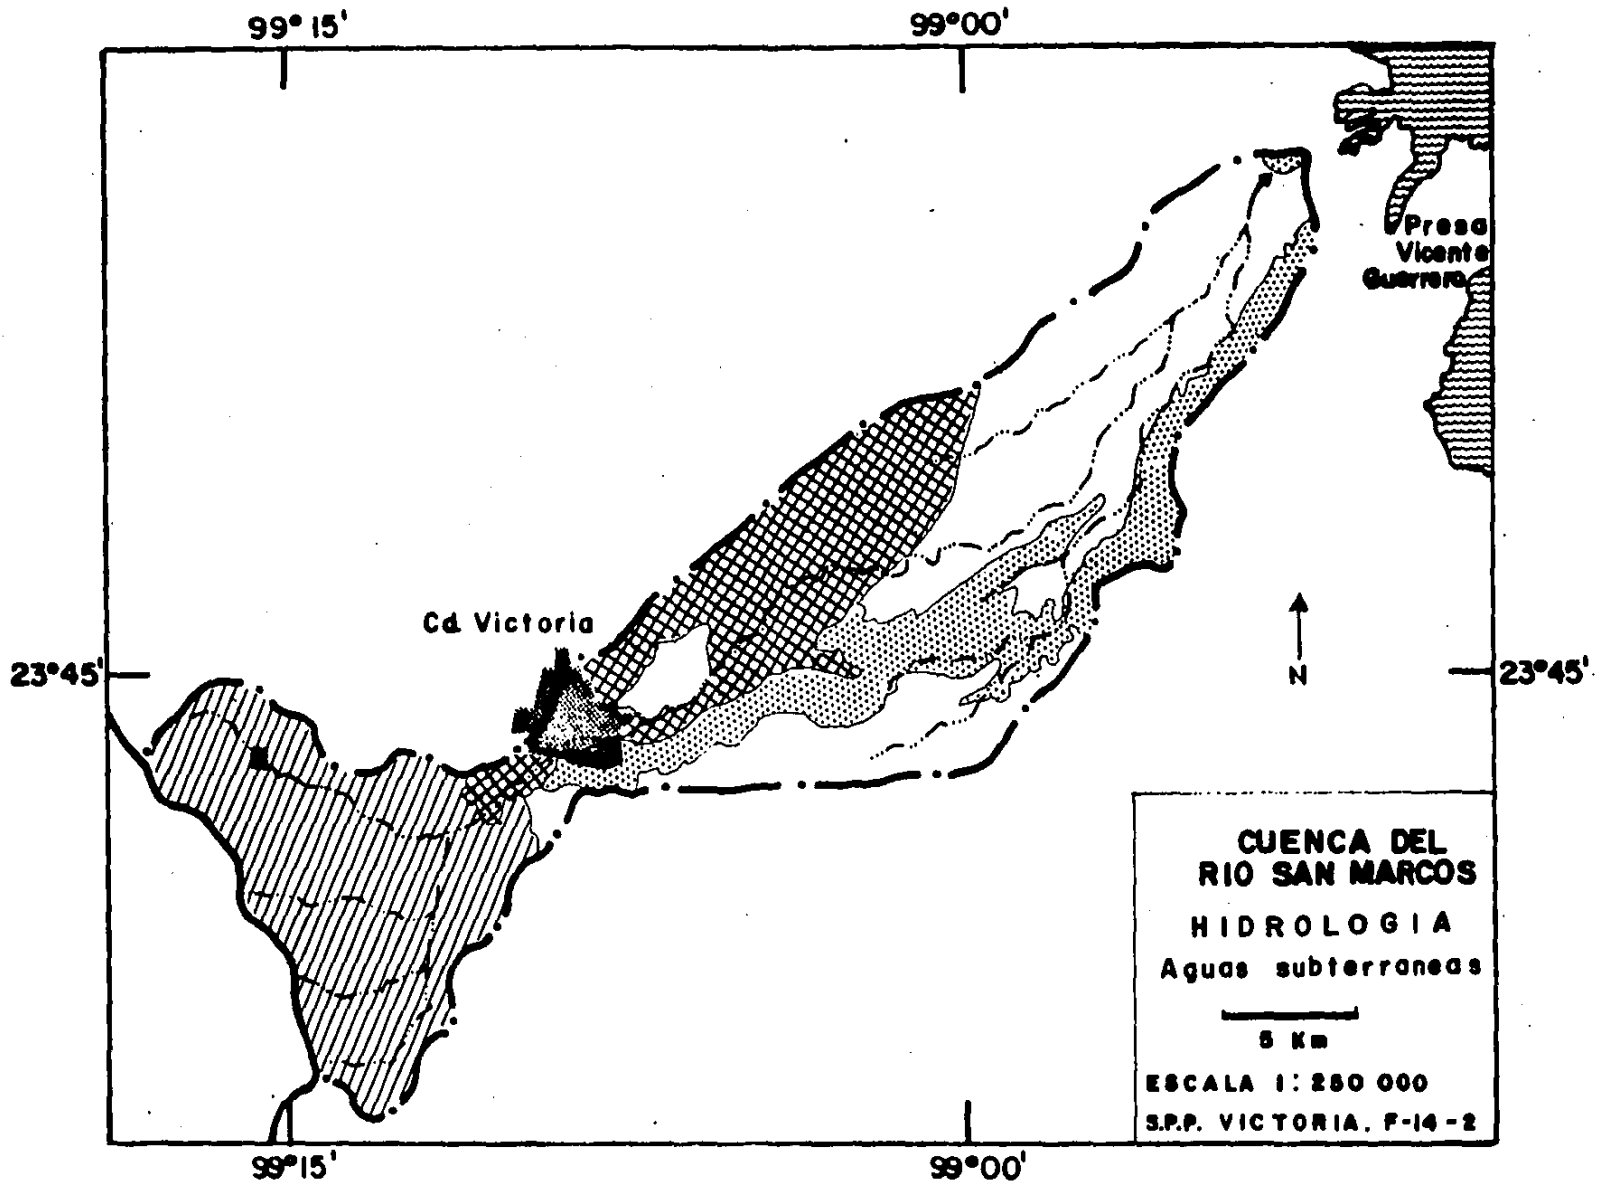 99°15'
99°00'
Presa
Vicente
Guerrero
Cd. Victoria
23°45'
23°45'
N
CUENCA DEL
RIO SAN MARCOS
HIDROLOGIA
Aguas subterraneas
5 Km
ESCALA 1:250 000
S.P.P. VICTORIA, F-14-2
99°15'
99°00'